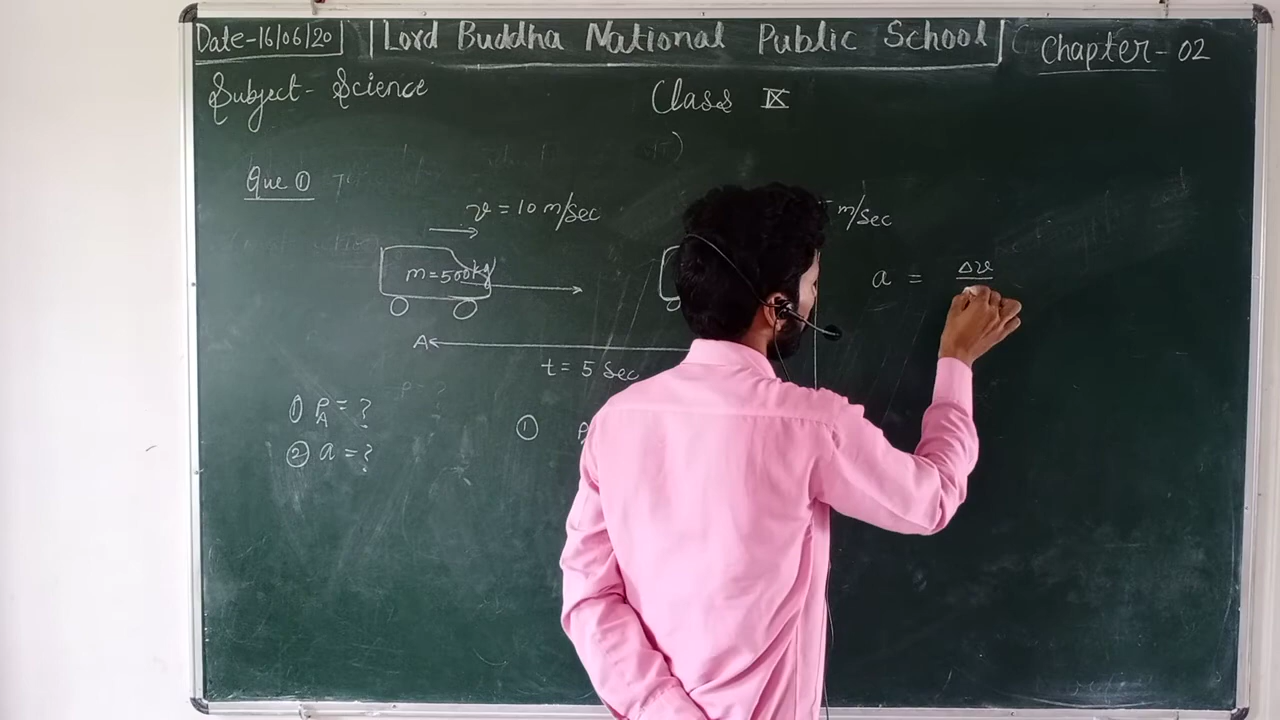 Date-16/06/20
Lord Buddha National Public School
Chapter - 02
Subject - Science
Class IX
Que ①
v = 10 m/sec
m/sec
m = 500kg
a = Δv
A
t = 5 Sec
① P_A = ?
② a = ?
①